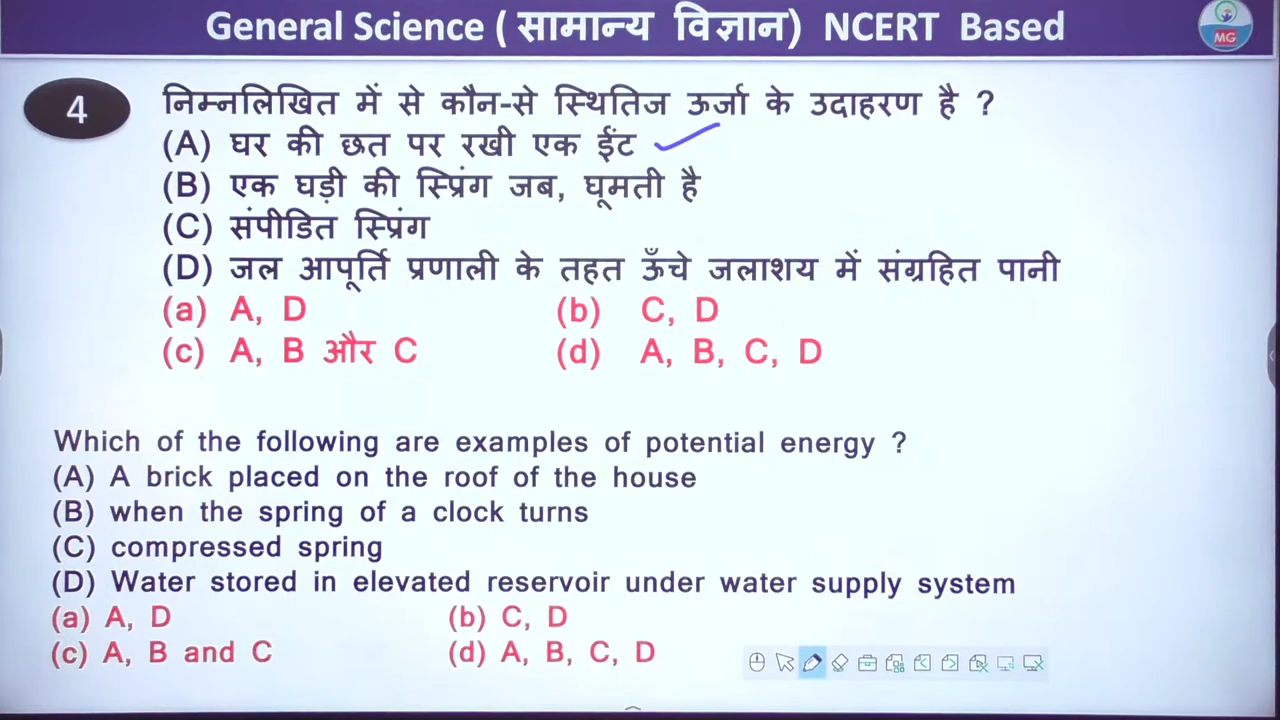 General Science ( सामान्य विज्ञान) NCERT Based
MG
4
निम्नलिखित में से कौन-से स्थितिज ऊर्जा के उदाहरण है ?
(A) घर की छत पर रखी एक ईंट
(B) एक घड़ी की स्प्रिंग जब, घूमती है
(C) संपीडित स्प्रिंग
(D) जल आपूर्ति प्रणाली के तहत ऊँचे जलाशय में संग्रहित पानी
(a) A, D (b) C, D
(c) A, B और C (d) A, B, C, D
Which of the following are examples of potential energy ?
(A) A brick placed on the roof of the house
(B) when the spring of a clock turns
(C) compressed spring
(D) Water stored in elevated reservoir under water supply system
(a) A, D (b) C, D
(c) A, B and C (d) A, B, C, D